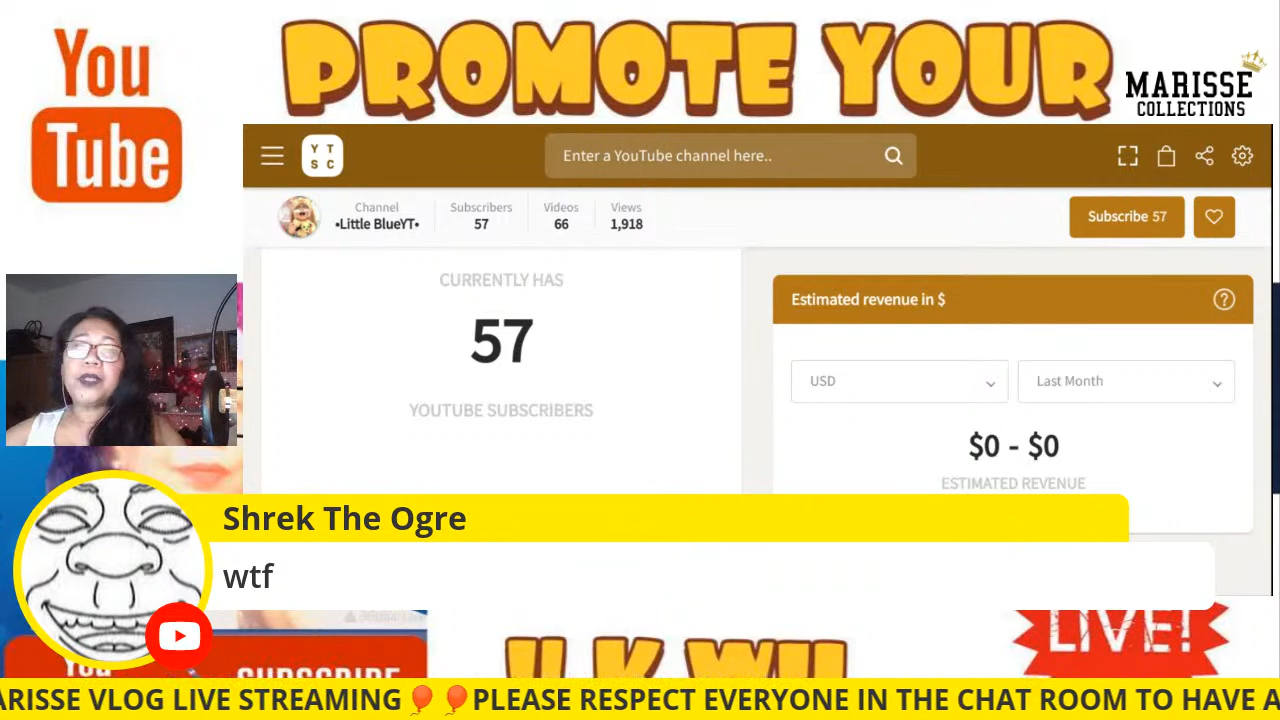 You
Tube
PROMOTE YOUR
MARISSE
COLLECTIONS
Y T
S C
Enter a YouTube channel here..
Channel
•Little BlueYT•
Subscribers
57
Videos
66
Views
1,918
Subscribe 57
CURRENTLY HAS
57
YOUTUBE SUBSCRIBERS
Estimated revenue in $
?
USD
Last Month
$0 - $0
ESTIMATED REVENUE
Shrek The Ogre
wtf
LIVE!
You
SUBSCRIBE
ARISSE VLOG LIVE STREAMING🎈🎈PLEASE RESPECT EVERYONE IN THE CHAT ROOM TO HAVE A